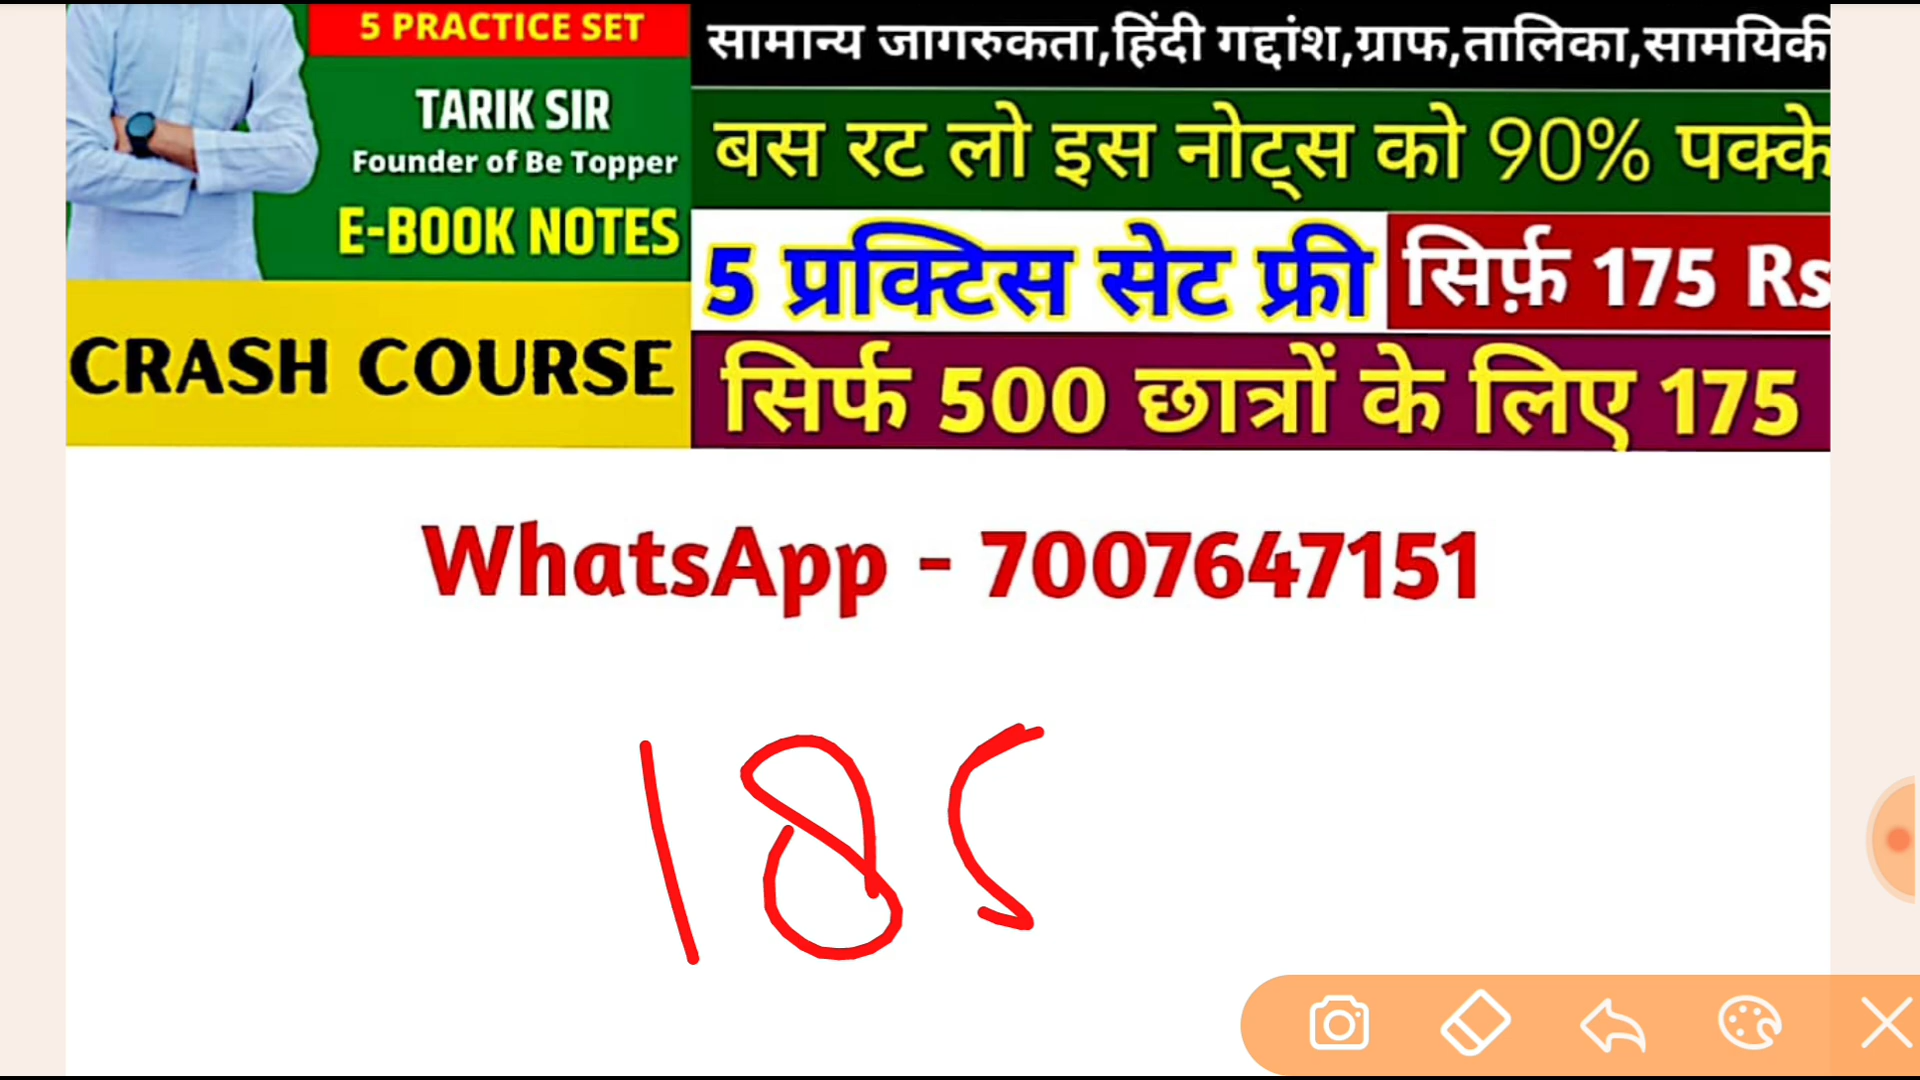 5 PRACTICE SET
TARIK SIR
Founder of Be Topper
E-BOOK NOTES
CRASH COURSE
सामान्य जागरुकता,हिंदी गद्दांश,ग्राफ,तालिका,सामयिकी
बस रट लो इस नोट्स को 90% पक्के
5 प्रक्टिस सेट फ्री
सिर्फ़ 175 Rs
सिर्फ 500 छात्रों के लिए 175
WhatsApp - 7007647151
185